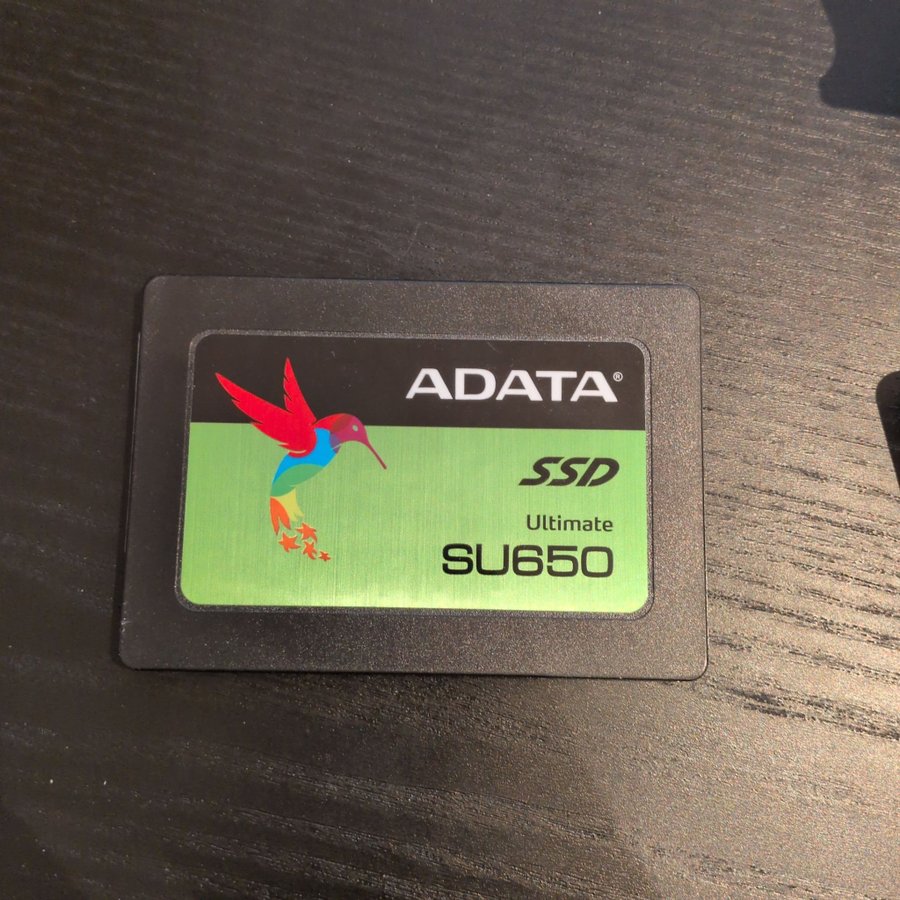 ADATA®
SSD
Ultimate
SU650